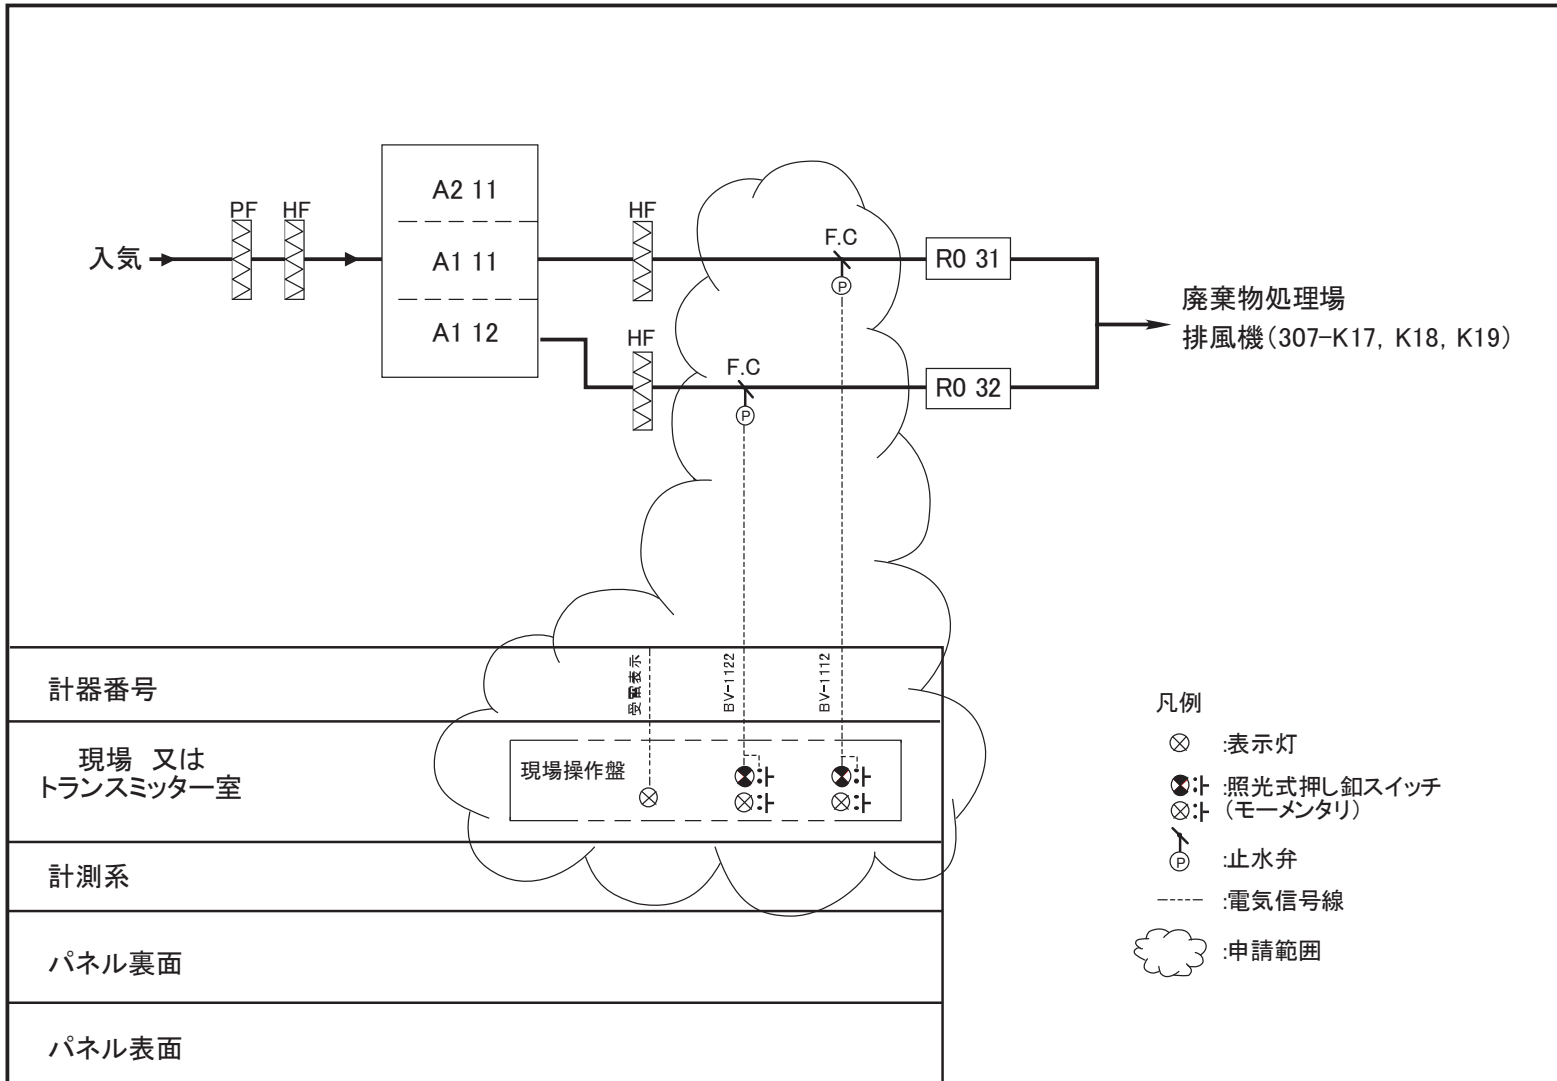 A2 11
PF HF
HF
F.C
入気
A1 11
R0 31
廃棄物処理場
排風機(307-K17, K18, K19)
A1 12
HF
F.C
P
R0 32
P
計器番号
受電表示
BV-1122
BV-1112
現場 又は
トランスミッター室
現場操作盤
計測系
パネル裏面
パネル表面
凡例
:表示灯
:照光式押し釦スイッチ
(モーメンタリ)
P
:止水弁
:電気信号線
:申請範囲